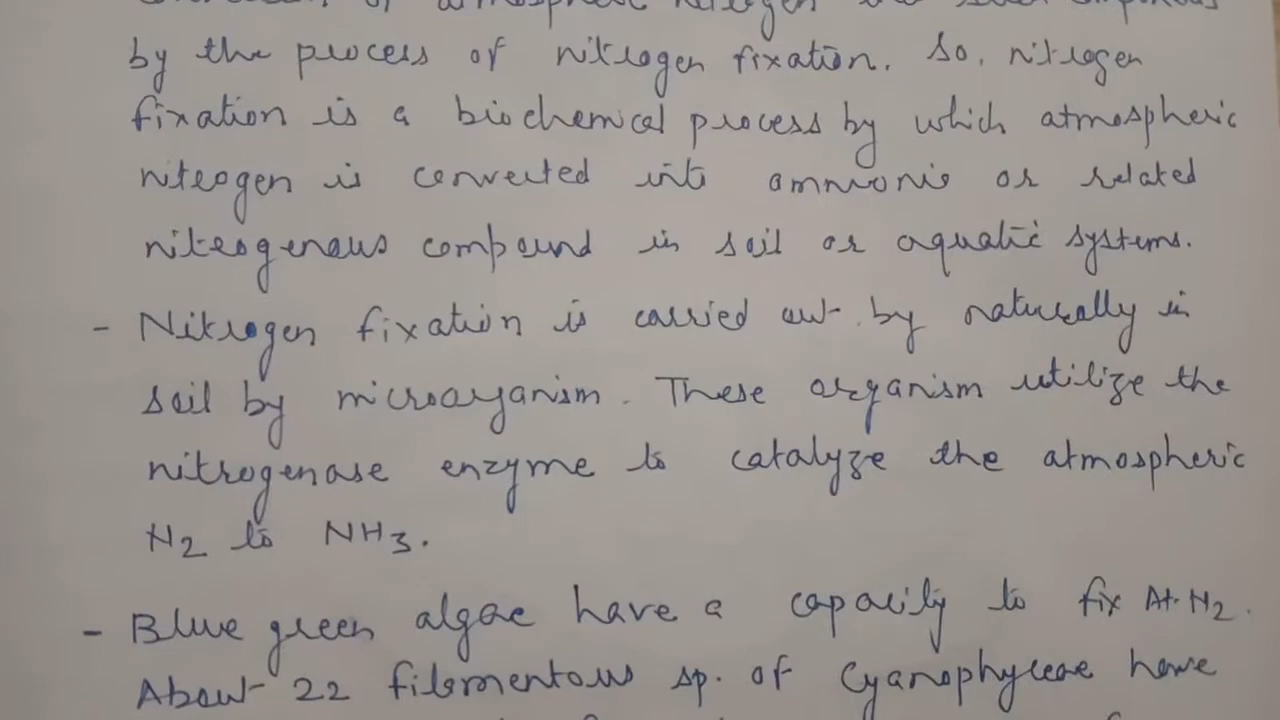 of atmospheric nitrogen
by the process of nitrogen fixation. So, nitrogen
fixation is a biochemical process by which atmospheric
nitrogen is converted into ammonia or related
nitrogenous compound in soil or aquatic systems.
- Nitrogen fixation is carried out by naturally in
soil by microorganism. These organism utilize the
nitrogenase enzyme to catalyze the atmospheric
N2 to NH3.
- Blue green algae have a capacity to fix At. N2.
About 22 filamentous sp. of Cyanophyceae have